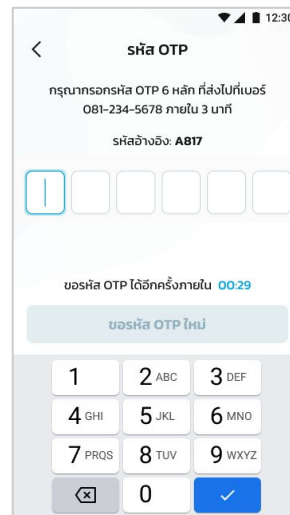 12:30
รหัส OTP
กรุณากรอกรหัส OTP 6 หลัก ที่ส่งไปที่เบอร์
081-234-5678 ภายใน 3 นาที
รหัสอ้างอิง: A817
ขอรหัส OTP ได้อีกครั้งภายใน 00:29
ขอรหัส OTP ใหม่
1 2 ABC 3 DEF
4 GHI 5 JKL 6 MNO
7 PRQS 8 TUV 9 WXYZ
0